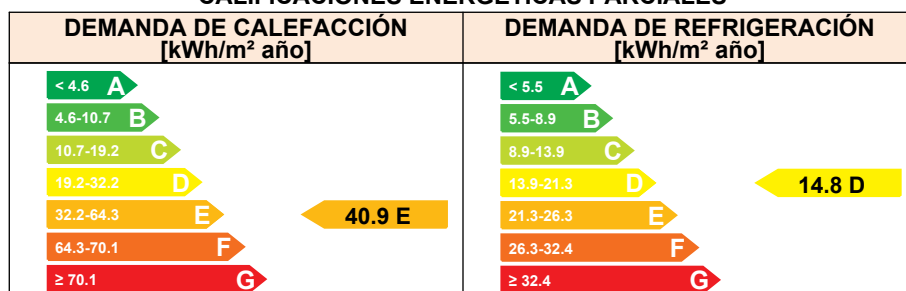 CALIFICACIONES ENERGÉTICAS PARCIALES
DEMANDA DE CALEFACCIÓN
[kWh/m² año]
DEMANDA DE REFRIGERACIÓN
[kWh/m² año]
< 4.6 A
4.6-10.7 B
10.7-19.2 C
19.2-32.2 D
32.2-64.3 E
64.3-70.1 F
≥ 70.1 G
40.9 E
< 5.5 A
5.5-8.9 B
8.9-13.9 C
13.9-21.3 D
21.3-26.3 E
26.3-32.4 F
≥ 32.4 G
14.8 D